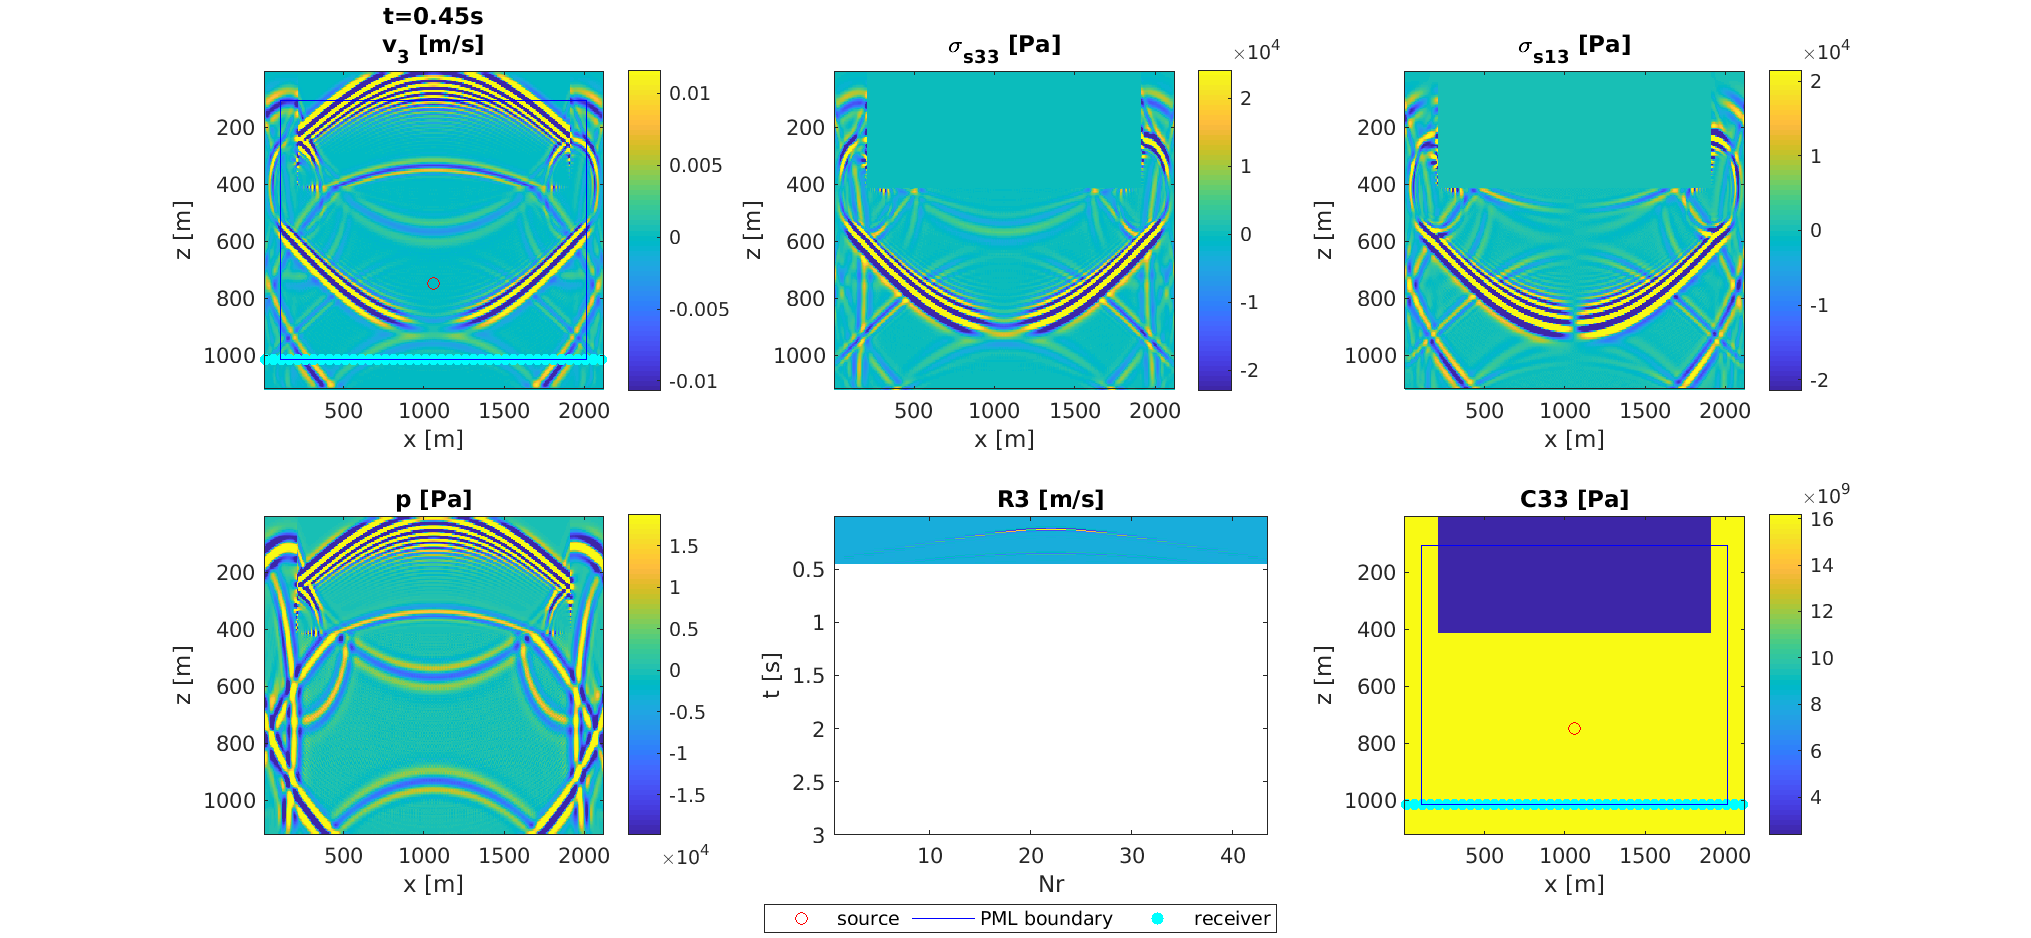 t=0.45s
v3 [m/s]
200
400
600
800
1000
z [m]
500 1000 1500 2000
x [m]
0.01
0.005
0
-0.005
-0.01
σs33 [Pa]
×10^4
200
400
600
800
1000
z [m]
500 1000 1500 2000
x [m]
2
1
0
-1
-2
σs13 [Pa]
×10^4
200
400
600
800
1000
z [m]
500 1000 1500 2000
x [m]
2
1
0
-1
-2
p [Pa]
200
400
600
800
1000
z [m]
500 1000 1500 2000
x [m]
1.5
1
0.5
0
-0.5
-1
-1.5
×10^4
R3 [m/s]
0.5
1
1.5
2
2.5
3
t [s]
10 20 30 40
Nr
C33 [Pa]
×10^9
200
400
600
800
1000
z [m]
500 1000 1500 2000
x [m]
16
14
12
10
8
6
4
source PML boundary receiver